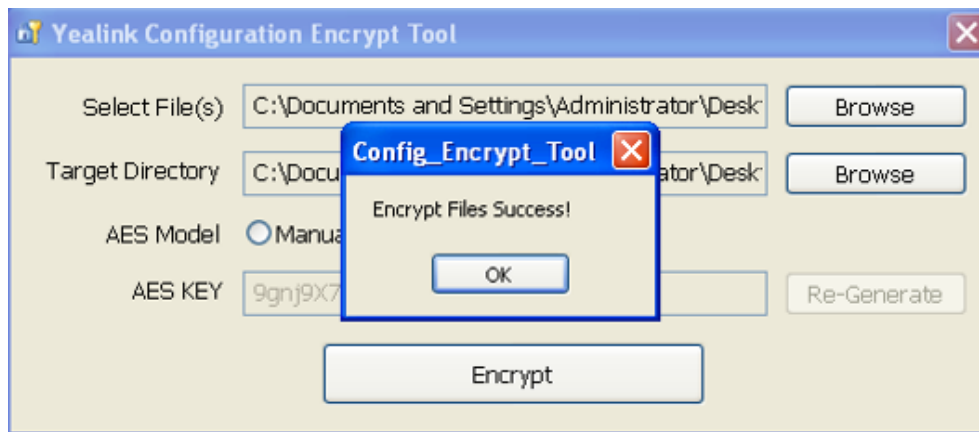 Yealink Configuration Encrypt Tool
Select File(s) C:\Documents and Settings\Administrator\Desk Browse
Config_Encrypt_Tool
Target Directory C:\Docu ator\Desk Browse
Encrypt Files Success!
AES Model Manua
OK
AES KEY 9gnj9X7 Re-Generate
Encrypt